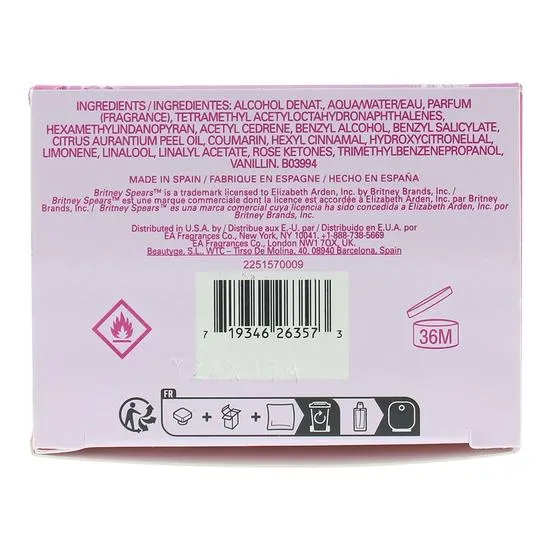 INGREDIENTS / INGREDIENTES: ALCOHOL DENAT., AQUA/WATER/EAU, PARFUM
(FRAGRANCE), TETRAMETHYL ACETYLOCTAHYDRONAPHTHALENES,
HEXAMETHYLINDANOPYRAN, ACETYL CEDRENE, BENZYL ALCOHOL, BENZYL SALICYLATE,
CITRUS AURANTIUM PEEL OIL, COUMARIN, HEXYL CINNAMAL, HYDROXYCITRONELLAL,
LIMONENE, LINALOOL, LINALYL ACETATE, ROSE KETONES, TRIMETHYLBENZENEPROPANOL,
VANILLIN. B03994
MADE IN SPAIN / FABRIQUE EN ESPAGNE / HECHO EN ESPAÑA
Britney Spears™ is a trademark licensed to Elizabeth Arden, Inc. by Britney Brands, Inc. /
Britney Spears™ est une marque commerciale dont la licence est accordée à Elizabeth Arden, Inc. par Britney
Brands, Inc. / Britney Spears™ es una marca comercial cuya licencia ha sido concedida a Elizabeth Arden, Inc. por
Britney Brands, Inc.
Distributed in U.S.A. by / Distribue aux E.-U. par / Distribuido en E.U.A. por
EA Fragrances Co., New York, NY 10041. +1-888-738-5669
EA Fragrances Co., London NW1 7QX, UK.
Beautyge, S.L. WTC – Tirso De Molina, 40, 08940 Barcelona, Spain
2251570009
7 19346 26357 3
36M
FR